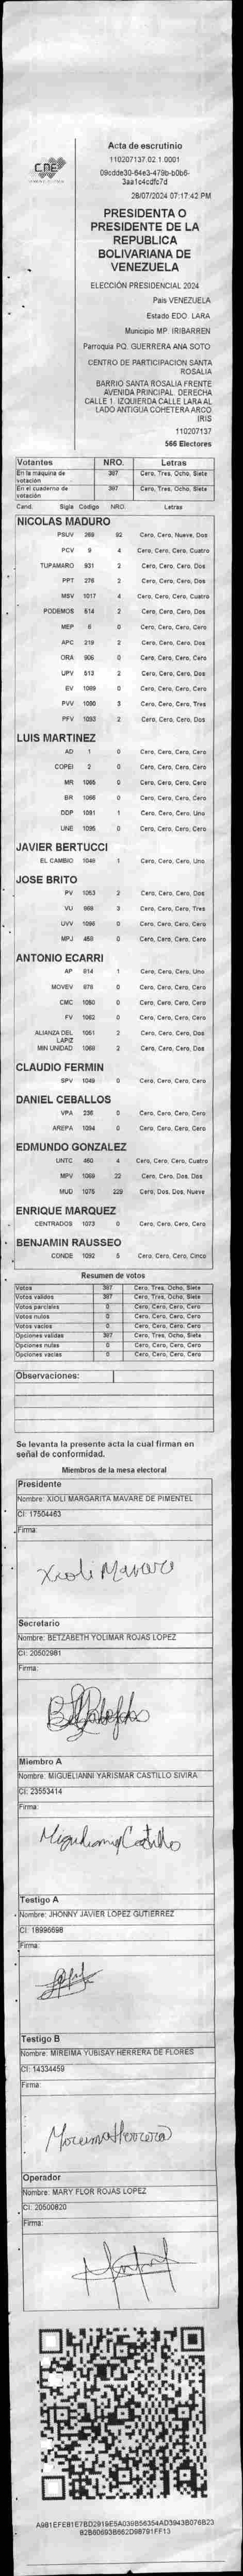 CNE
Acta de escrutinio
110207137.02.1.0001
09cdde30-64e3-479b-b0b6-
3aa1c4cdfc7d
28/07/2024 07:17:42 PM
PRESIDENTA O
PRESIDENTE DE LA
REPUBLICA
BOLIVARIANA DE
VENEZUELA
ELECCIÓN PRESIDENCIAL 2024
Pais VENEZUELA
Estado EDO. LARA
Municipio MP. IRIBARREN
Parroquia PQ. GUERRERA ANA SOTO
CENTRO DE PARTICIPACION SANTA
ROSALIA
BARRIO SANTA ROSALIA FRENTE
AVENIDA PRINCIPAL. DERECHA
CALLE 1. IZQUIERDA CALLE LARA AL
LADO ANTIGUA COHETERA ARCO
IRIS
110207137
566 Electores
Votantes NRO. Letras
En la máquina de votación 387 Cero, Tres, Ocho, Siete
En el cuaderno de votación 387 Cero, Tres, Ocho, Siete
Cand. Sigla Código NRO. Letras
NICOLAS MADURO
PSUV 269 92 Cero, Cero, Nueve, Dos
PCV 9 4 Cero, Cero, Cero, Cuatro
TUPAMARO 931 2 Cero, Cero, Cero, Dos
PPT 276 2 Cero, Cero, Cero, Dos
MSV 1017 4 Cero, Cero, Cero, Cuatro
PODEMOS 514 2 Cero, Cero, Cero, Dos
MEP 6 0 Cero, Cero, Cero, Cero
APC 219 2 Cero, Cero, Cero, Dos
ORA 906 0 Cero, Cero, Cero, Cero
UPV 513 2 Cero, Cero, Cero, Dos
EV 1089 0 Cero, Cero, Cero, Cero
PVV 1090 3 Cero, Cero, Cero, Tres
PFV 1093 2 Cero, Cero, Cero, Dos
LUIS MARTINEZ
AD 1 0 Cero, Cero, Cero, Cero
COPEI 2 0 Cero, Cero, Cero, Cero
MR 1065 0 Cero, Cero, Cero, Cero
BR 1066 0 Cero, Cero, Cero, Cero
DDP 1091 1 Cero, Cero, Cero, Uno
UNE 1095 0 Cero, Cero, Cero, Cero
JAVIER BERTUCCI
EL CAMBIO 1049 1 Cero, Cero, Cero, Uno
JOSE BRITO
PV 1053 2 Cero, Cero, Cero, Dos
VU 968 3 Cero, Cero, Cero, Tres
UVV 1096 0 Cero, Cero, Cero, Cero
MPJ 458 0 Cero, Cero, Cero, Cero
ANTONIO ECARRI
AP 814 1 Cero, Cero, Cero, Uno
MOVEV 978 0 Cero, Cero, Cero, Cero
CMC 1050 0 Cero, Cero, Cero, Cero
FV 1062 0 Cero, Cero, Cero, Cero
ALIANZA DEL LAPIZ 1051 2 Cero, Cero, Cero, Dos
MIN UNIDAD 1069 2 Cero, Cero, Cero, Dos
CLAUDIO FERMIN
SPV 1048 0 Cero, Cero, Cero, Cero
DANIEL CEBALLOS
VPA 236 0 Cero, Cero, Cero, Cero
AREPA 1094 0 Cero, Cero, Cero, Cero
EDMUNDO GONZALEZ
UNTC 460 4 Cero, Cero, Cero, Cuatro
MPV 1069 22 Cero, Cero, Dos, Dos
MUD 1075 229 Cero, Dos, Dos, Nueve
ENRIQUE MARQUEZ
CENTRADOS 1073 0 Cero, Cero, Cero, Cero
BENJAMIN RAUSSEO
CONDE 1092 5 Cero, Cero, Cero, Cinco
Resumen de votos
Votos 387 Cero, Tres, Ocho, Siete
Votos validos 387 Cero, Tres, Ocho, Siete
Votos parciales 0 Cero, Cero, Cero, Cero
Votos nulos 0 Cero, Cero, Cero, Cero
Votos vacios 0 Cero, Cero, Cero, Cero
Opciones validas 387 Cero, Tres, Ocho, Siete
Opciones nulas 0 Cero, Cero, Cero, Cero
Opciones vacias 0 Cero, Cero, Cero, Cero
Observaciones:
Se levanta la presente acta la cual firman en
señal de conformidad.
Miembros de la mesa electoral
Presidente
Nombre: XIOLI MARGARITA MAVARE DE PIMENTEL
CI: 17504463
Firma:
Xioli Mavare
Secretario
Nombre: BETZABETH YOLIMAR ROJAS LOPEZ
CI: 20502981
Firma:
Miembro A
Nombre: MIGUELIANNI YARISMAR CASTILLO SIVIRA
CI: 23553414
Firma:
Miguelianny Castillo
Testigo A
Nombre: JHONNY JAVIER LOPEZ GUTIERREZ
CI: 18996698
Firma:
Testigo B
Nombre: MIREIMA YUBISAY HERRERA DE FLORES
CI: 14334459
Firma:
Mireima Herrera
Operador
Nombre: MARY FLOR ROJAS LOPEZ
CI: 20500820
Firma:
A981EFE81E7BD2919E5A039B56354AD3943B076B23
82B60693B662D98791FF13